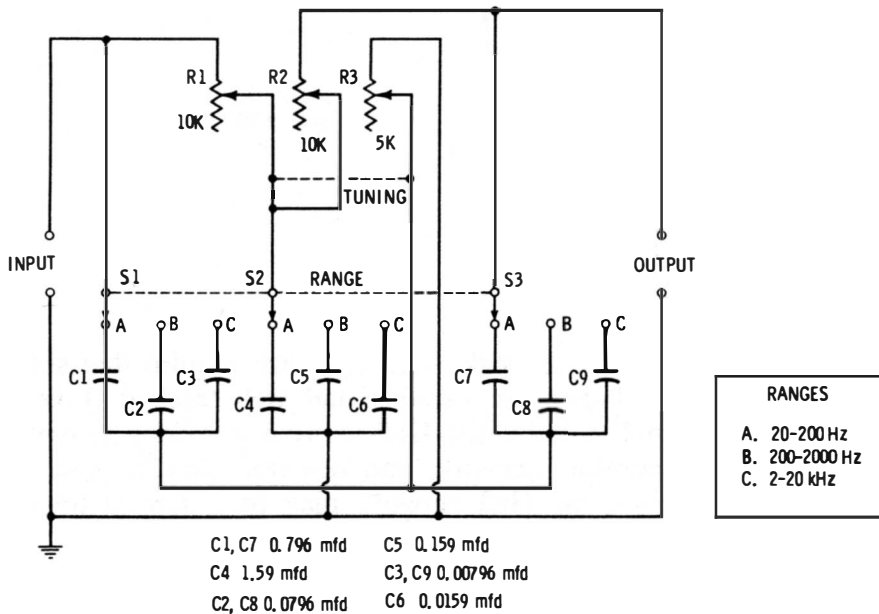 R1 R2 R3
10K 10K 5K
TUNING
INPUT
OUTPUT
S1 S2 RANGE S3
A B C A B C A B C
C1 C2 C3 C4 C5 C6 C7 C8 C9
RANGES
A. 20-200 Hz
B. 200-2000 Hz
C. 2-20 kHz
C1, C7 0.796 mfd C5 0.159 mfd
C4 1.59 mfd C3, C9 0.00796 mfd
C2, C8 0.0796 mfd C6 0.0159 mfd